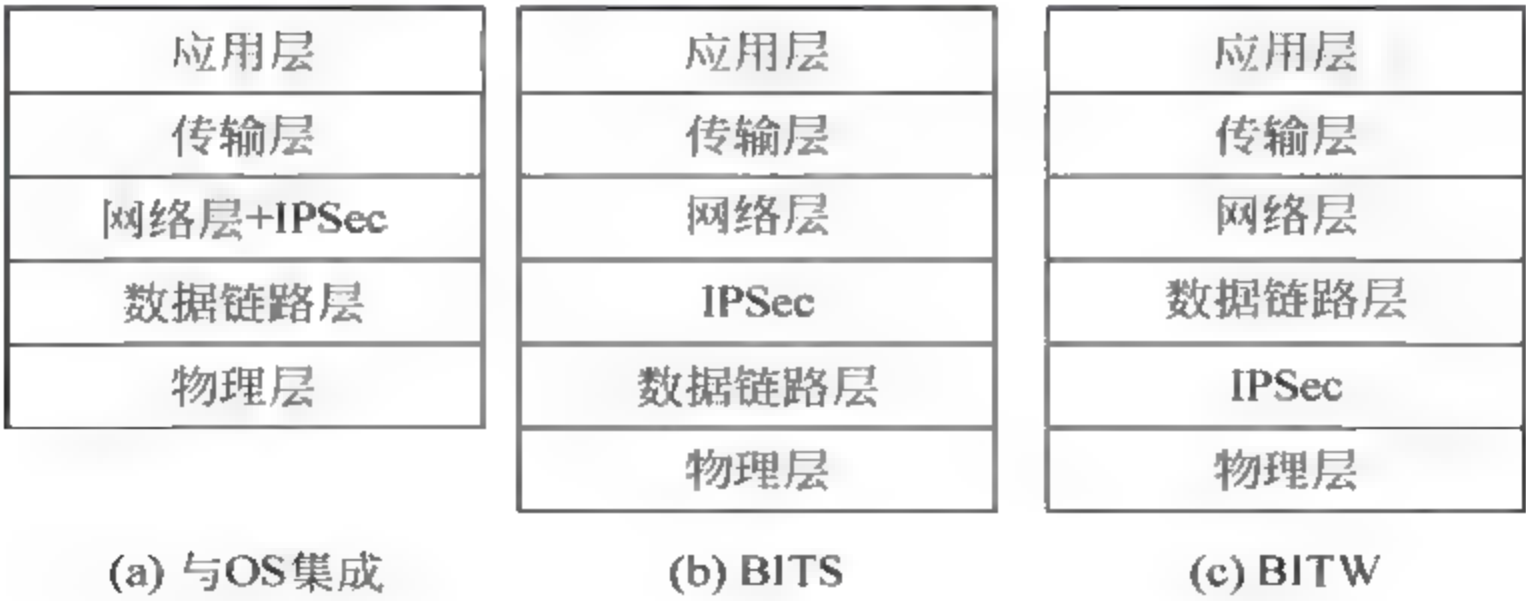 应用层
传输层
网络层+IPSec
数据链路层
物理层
(a) 与OS集成
应用层
传输层
网络层
IPSec
数据链路层
物理层
(b) BITS
应用层
传输层
网络层
数据链路层
IPSec
物理层
(c) BITW